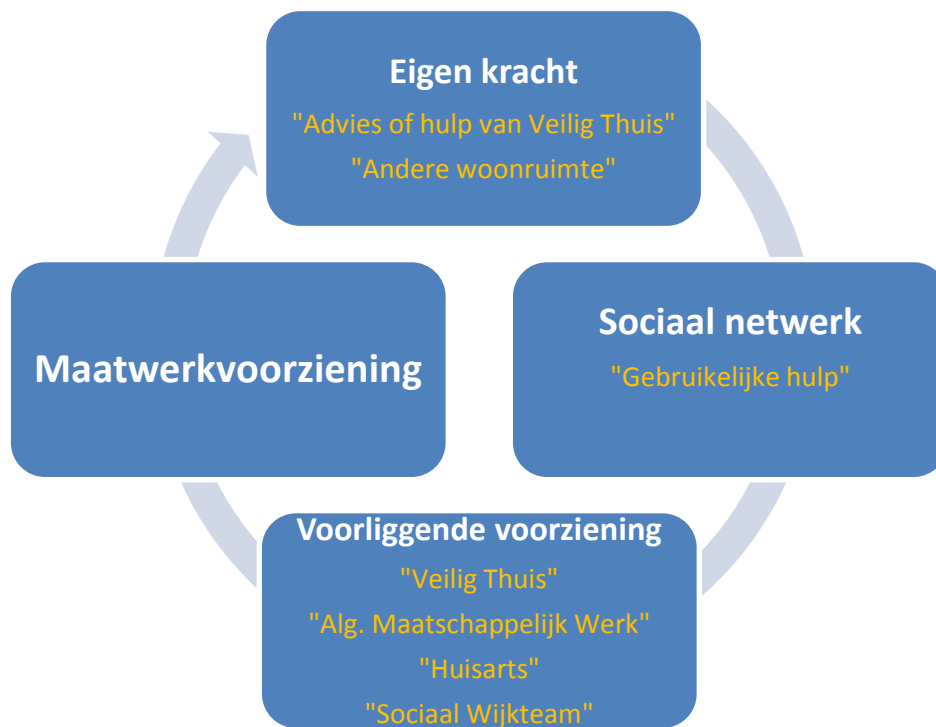 Eigen kracht
"Advies of hulp van Veilig Thuis"
"Andere woonruimte"
Sociaal netwerk
"Gebruikelijke hulp"
Voorliggende voorziening
"Veilig Thuis"
"Alg. Maatschappelijk Werk"
"Huisarts"
"Sociaal Wijkteam"
Maatwerkvoorziening